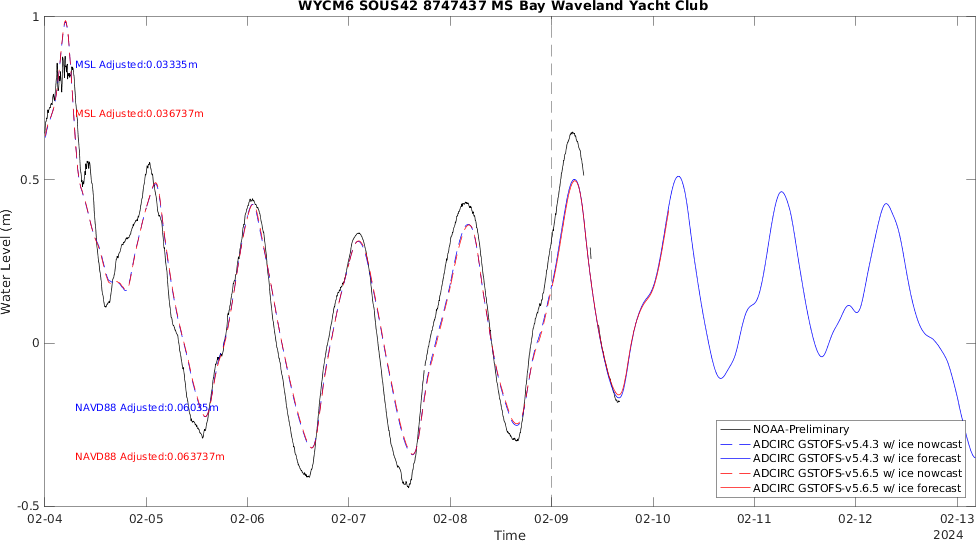 WYCM6 SOUS42 8747437 MS Bay Waveland Yacht Club
1
MSL Adjusted:0.03335m
MSL Adjusted:0.036737m
0.5
Water Level (m)
0
NAVD88 Adjusted:0.06035m
NAVD88 Adjusted:0.063737m
NOAA-Preliminary
ADCIRC GSTOFS-v5.4.3 w/ ice nowcast
ADCIRC GSTOFS-v5.4.3 w/ ice forecast
ADCIRC GSTOFS-v5.6.5 w/ ice nowcast
ADCIRC GSTOFS-v5.6.5 w/ ice forecast
-0.5
02-04 02-05 02-06 02-07 02-08 02-09 02-10 02-11 02-12 02-13
Time
2024